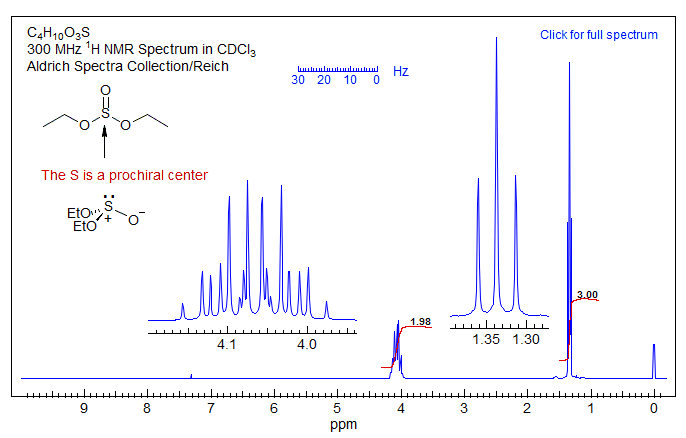 C₄H₁₀O₃S
300 MHz ¹H NMR Spectrum in CDCl₃
Aldrich Spectra Collection/Reich
Click for full spectrum
30 20 10 0 Hz
O
S
O O
The S is a prochiral center
EtO S
EtO + O⁻
4.1 4.0
1.35 1.30
1.98
3.00
9 8 7 6 5 4 3 2 1 0
ppm